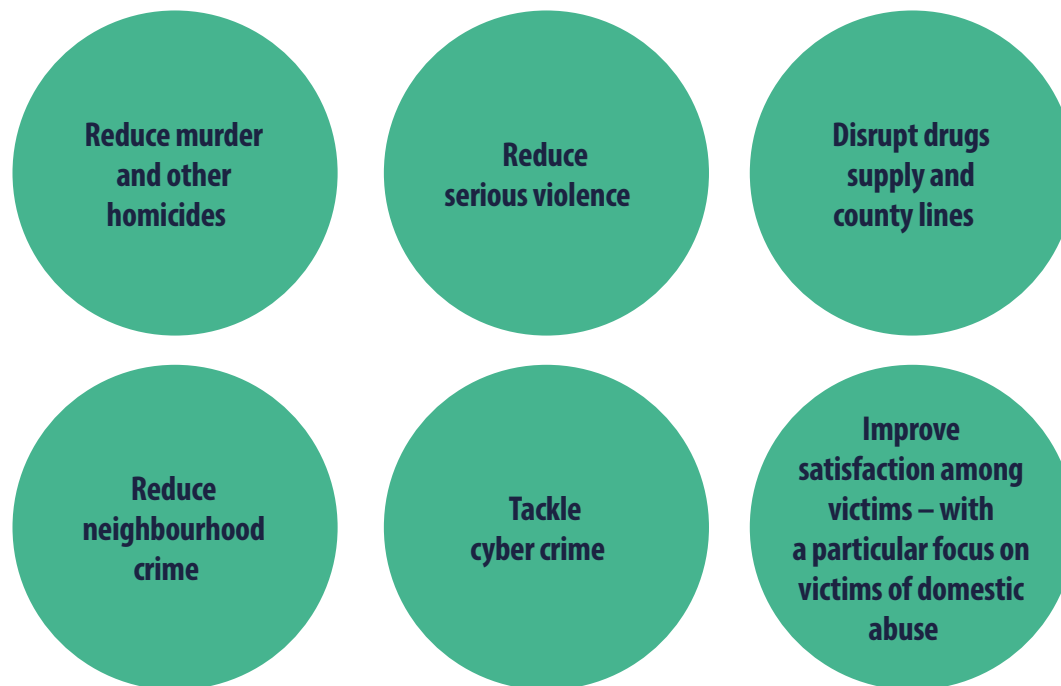 Reduce murder
and other
homicides
Reduce
serious violence
Disrupt drugs
supply and
county lines
Reduce
neighbourhood
crime
Tackle
cyber crime
Improve
satisfaction among
victims – with
a particular focus on
victims of domestic
abuse